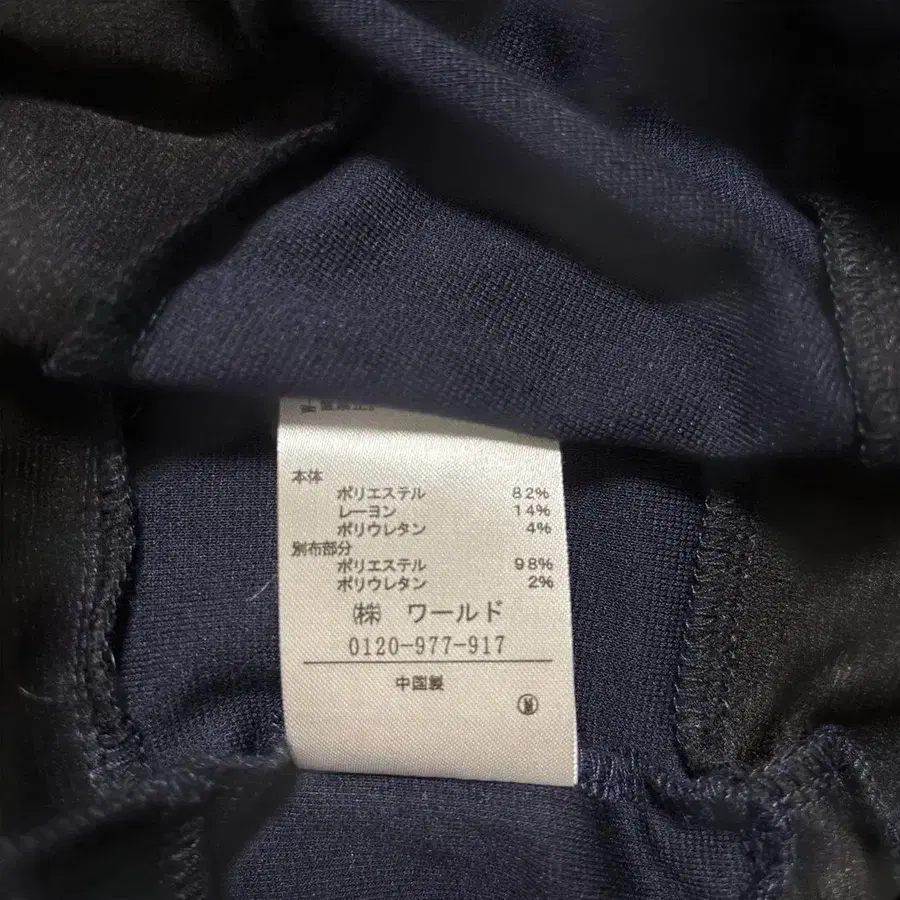 本体
ポリエステル 82%
レーヨン 14%
ポリウレタン 4%
別布部分
ポリエステル 98%
ポリウレタン 2%
㈱ ワールド
0120-977-917
中国製